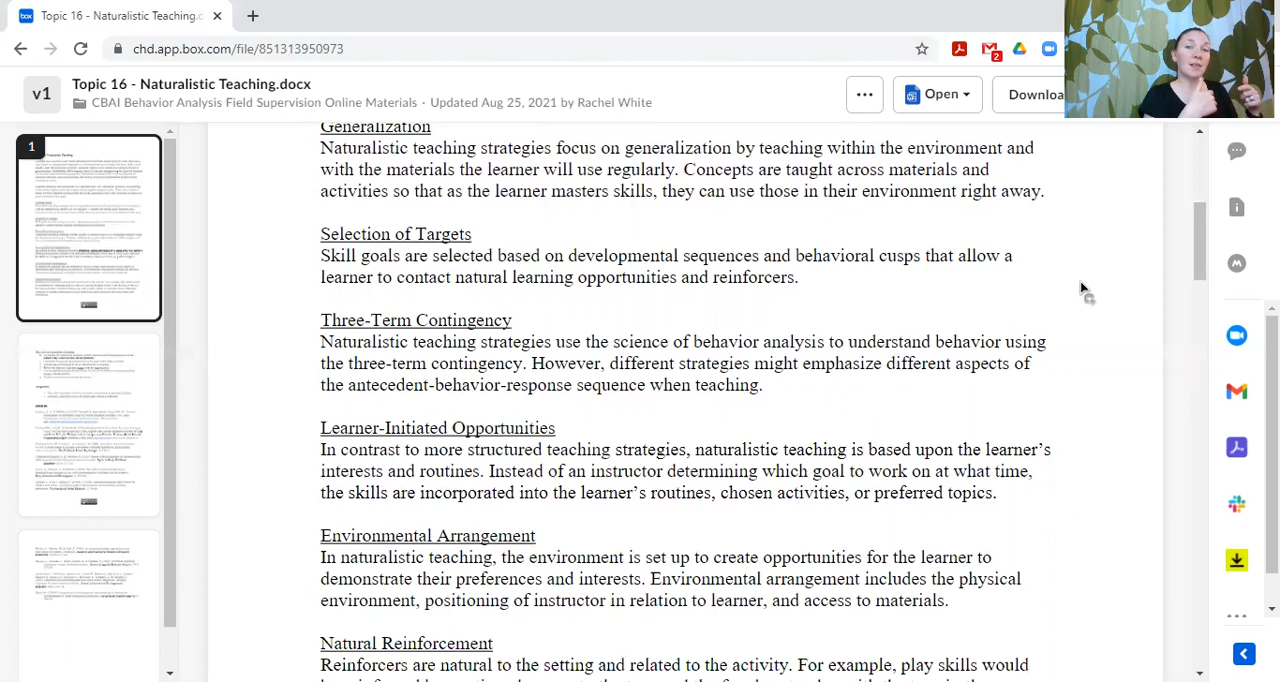 Topic 16 - Naturalistic Teaching.c
chd.app.box.com/file/851313950973
2
v1
Topic 16 - Naturalistic Teaching.docx
CBAI Behavior Analysis Field Supervision Online Materials · Updated Aug 25, 2021 by Rachel White
Open
Downloa
1
Generalization
Naturalistic teaching strategies focus on generalization by teaching within the environment and
with materials that the learner will use regularly. Concepts are taught across materials and
settings so that as the learner masters skills, they can be used in their environment right away.
Selection of Targets
Skill goals are selected based on developmental sequences and behavioral cusps that allow a
learner to access multiple learning opportunities and reinforcers.
Three-Term Contingency
Naturalistic teaching strategies use the science of behavior analysis to understand behavior using
the three-term contingency. However, different strategies might emphasize different aspects of
the antecedent-behavior-response sequence when teaching.
Learner-Initiated Opportunities
In contrast to more structured teaching strategies, naturalistic teaching is based upon the learner's
interests and routines. Instead of an instructor determining what goal to work on at what time,
the skills are incorporated into the learner's routines, chosen activities, or preferred topics.
Environmental Arrangement
The learner's natural environment is set up to create opportunities for the learner to
initiate their preferences and interests. Environmental arrangement includes the physical
environment, positioning of instructor in relation to learner, and access to materials.
Natural Reinforcement
Reinforcers are natural to the setting and related to the activity. For example, play skills would